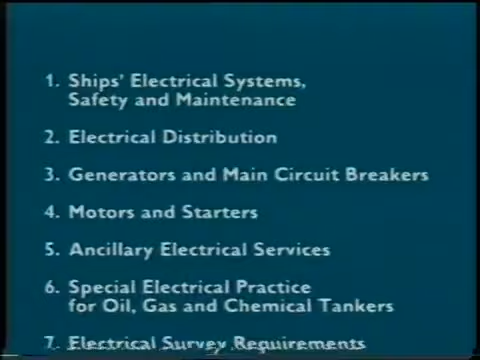 1. Ships' Electrical Systems,
Safety and Maintenance
2. Electrical Distribution
3. Generators and Main Circuit Breakers
4. Motors and Starters
5. Ancillary Electrical Services
6. Special Electrical Practice
for Oil, Gas and Chemical Tankers
7. Electrical Survey Requirements